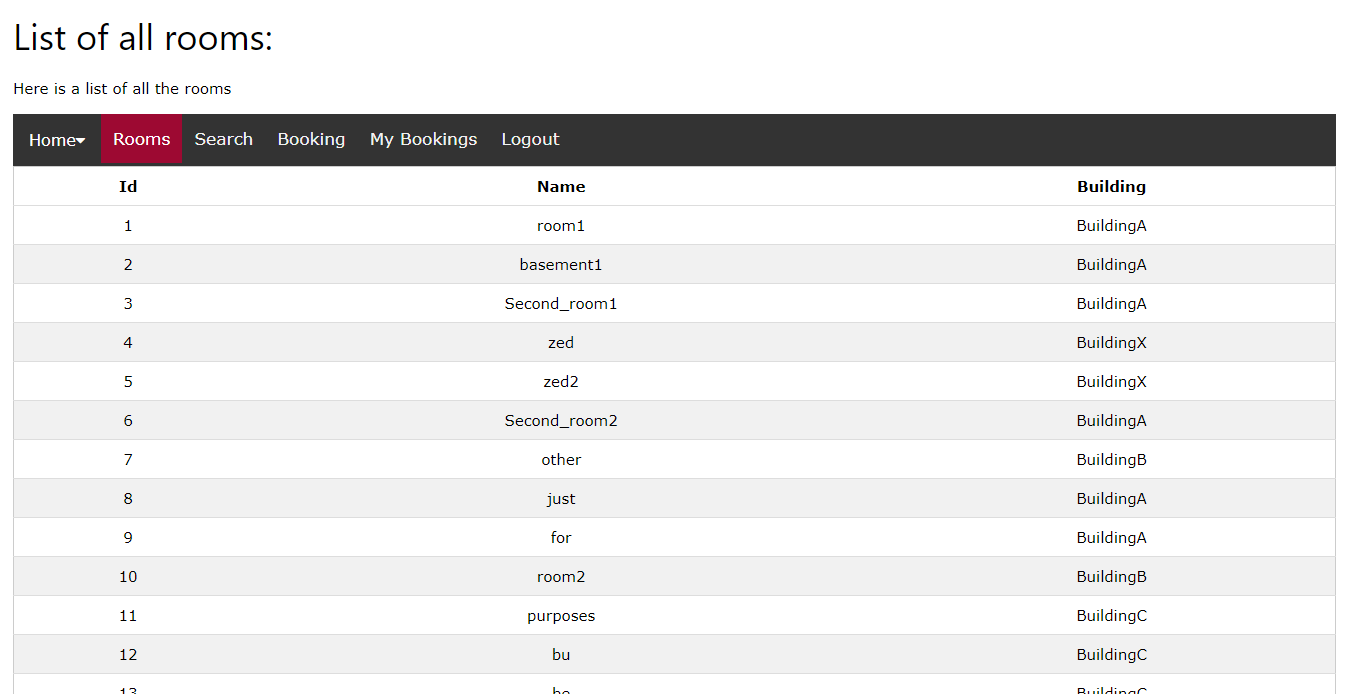 List of all rooms:
Here is a list of all the rooms
Home Rooms Search Booking My Bookings Logout
Id Name Building
1 room1 BuildingA
2 basement1 BuildingA
3 Second_room1 BuildingA
4 zed BuildingX
5 zed2 BuildingX
6 Second_room2 BuildingA
7 other BuildingB
8 just BuildingA
9 for BuildingA
10 room2 BuildingB
11 purposes BuildingC
12 bu BuildingC
13 BuildingC